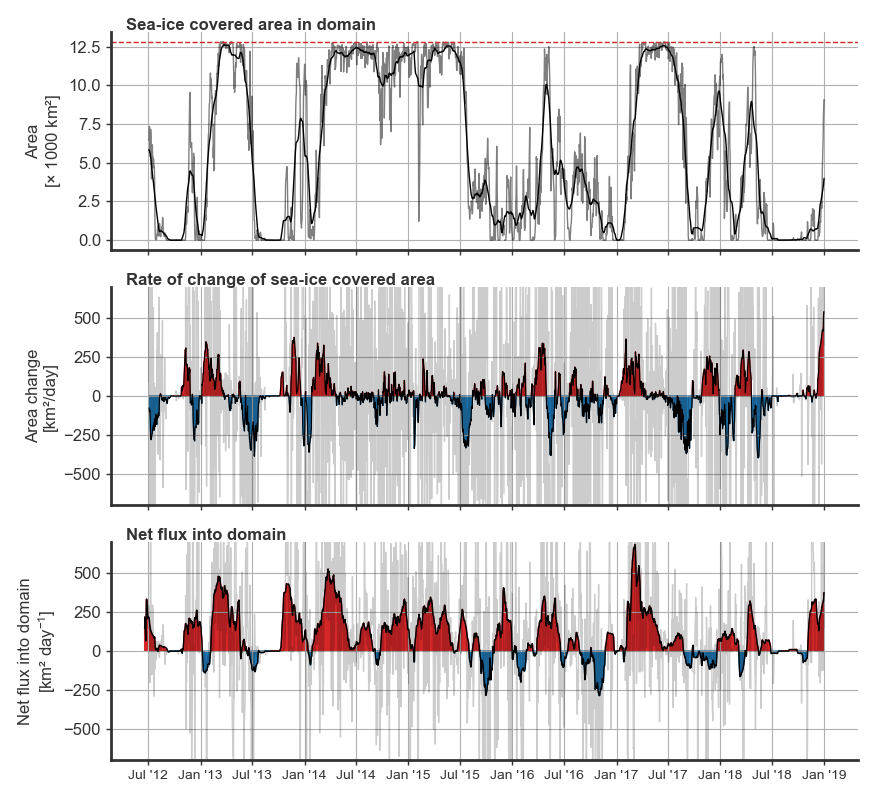 Sea-ice covered area in domain
12.5
10.0
7.5
5.0
2.5
0.0
Area
[× 1000 km²]
Rate of change of sea-ice covered area
500
250
0
−250
−500
Area change
[km²/day]
Net flux into domain
500
250
0
−250
−500
Net flux into domain
[km² day⁻¹]
Jul '12 Jan '13 Jul '13 Jan '14 Jul '14 Jan '15 Jul '15 Jan '16 Jul '16 Jan '17 Jul '17 Jan '18 Jul '18 Jan '19